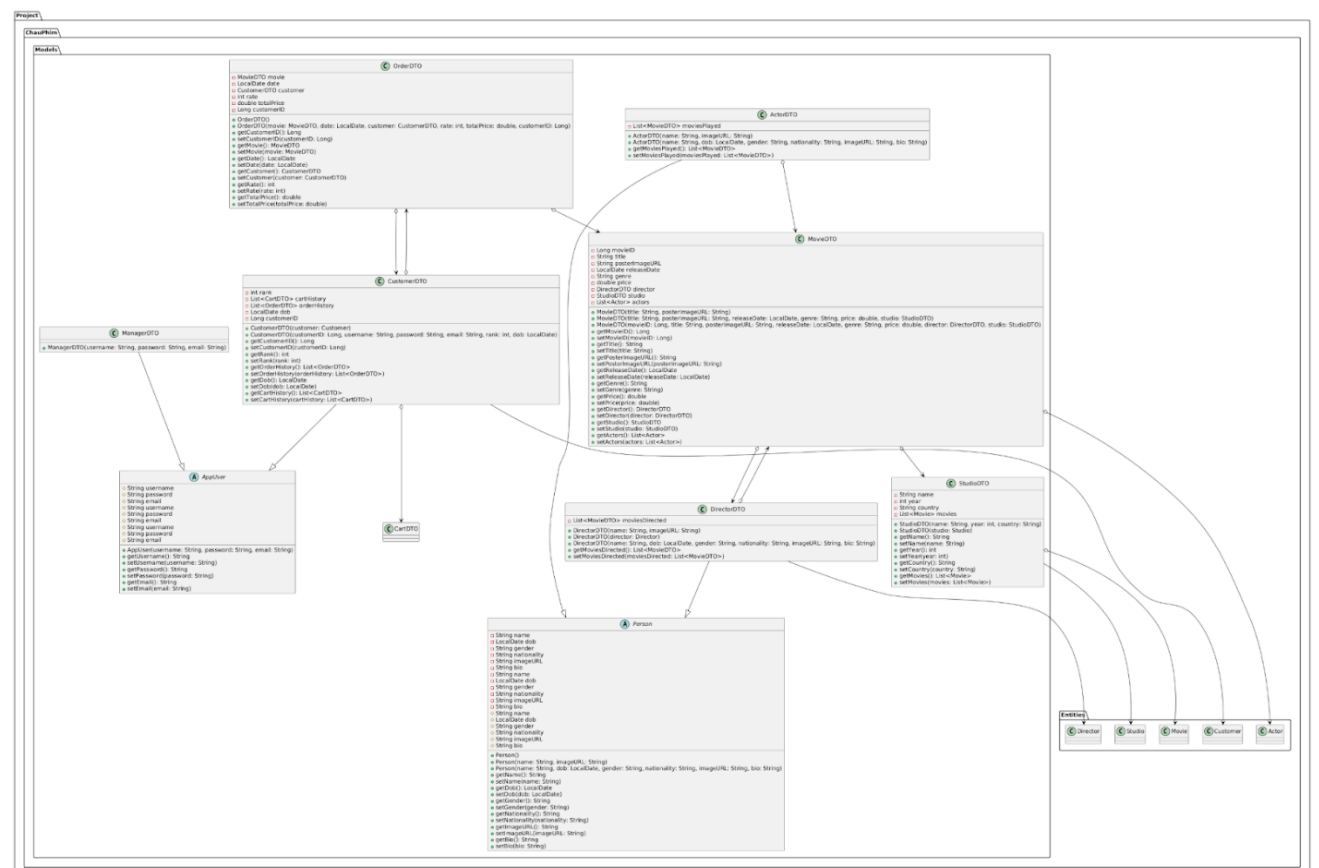 Project
ChauPhim
Models
OrderDTO
MovieDTO movie
LocalDate date
CustomerDTO customer
int rate
double totalPrice
Long customerID
OrderDTO()
OrderDTO(movie: MovieDTO, date: LocalDate, customer: CustomerDTO, rate: int, totalPrice: double, customerID: Long)
getCustomerID(): Long
setCustomerID(customerID: Long)
getMovie(): MovieDTO
setMovie(movie: MovieDTO)
getDate(): LocalDate
setDate(date: LocalDate)
getCustomer(): CustomerDTO
setCustomer(customer: CustomerDTO)
getRate(): int
setRate(rate: int)
getTotalPrice(): double
setTotalPrice(totalPrice: double)
ActorDTO
List<MovieDTO> moviesPlayed
ActorDTO(name: String, imageURL: String)
ActorDTO(name: String, dob: LocalDate, gender: String, nationality: String, imageURL: String, bio: String)
getMoviesPlayed(): List<MovieDTO>
setMoviesPlayed(moviesPlayed: List<MovieDTO>)
MovieDTO
Long movieID
String title
String posterImageURL
LocalDate releaseDate
String genre
double price
DirectorDTO director
StudioDTO studio
List<Actor> actors
MovieDTO(title: String, posterImageURL: String)
MovieDTO(title: String, posterImageURL: String, releaseDate: LocalDate, genre: String, price: double, studio: StudioDTO)
MovieDTO(movieID: Long, title: String, posterImageURL: String, releaseDate: LocalDate, genre: String, price: double, director: DirectorDTO, studio: StudioDTO)
getMovieID(): Long
setMovieID(movieID: Long)
getTitle(): String
setTitle(title: String)
getPosterImageURL(): String
setPosterImageURL(posterImageURL: String)
getReleaseDate(): LocalDate
setReleaseDate(releaseDate: LocalDate)
getGenre(): String
setGenre(genre: String)
getPrice(): double
setPrice(price: double)
getDirector(): DirectorDTO
setDirector(director: DirectorDTO)
getStudio(): StudioDTO
setStudio(studio: StudioDTO)
getActors(): List<Actor>
setActors(actors: List<Actor>)
CustomerDTO
int rank
List<CartDTO> cartHistory
List<OrderDTO> orderHistory
LocalDate dob
Long customerID
CustomerDTO(customer: Customer)
CustomerDTO(customerID: Long, username: String, password: String, email: String, rank: int, dob: LocalDate)
getCustomerID(): Long
setCustomerID(customerID: Long)
getRank(): int
setRank(rank: int)
getOrderHistory(): List<OrderDTO>
setOrderHistory(orderHistory: List<OrderDTO>)
getDob(): LocalDate
setDob(dob: LocalDate)
getCartHistory(): List<CartDTO>
setCartHistory(cartHistory: List<CartDTO>)
ManagerDTO
ManagerDTO(username: String, password: String, email: String)
AppUser
String username
String password
String email
String username
String password
String email
String username
String password
String email
AppUser(username: String, password: String, email: String)
getUsername(): String
setUsername(username: String)
getPassword(): String
setPassword(password: String)
getEmail(): String
setEmail(email: String)
CartDTO
DirectorDTO
List<MovieDTO> moviesDirected
DirectorDTO(name: String, imageURL: String)
DirectorDTO(director: Director)
DirectorDTO(name: String, dob: LocalDate, gender: String, nationality: String, imageURL: String, bio: String)
getMoviesDirected(): List<MovieDTO>
setMoviesDirected(moviesDirected: List<MovieDTO>)
StudioDTO
String name
int year
String country
List<Movie> movies
StudioDTO(name: String, year: int, country: String)
StudioDTO(studio: Studio)
getName(): String
setName(name: String)
getYear(): int
setYear(year: int)
getCountry(): String
setCountry(country: String)
getMovies(): List<Movie>
setMovies(movies: List<Movie>)
Person
String name
LocalDate dob
String gender
String nationality
String imageURL
String bio
String name
LocalDate dob
String gender
String nationality
String imageURL
String bio
String name
LocalDate dob
String gender
String nationality
String imageURL
String bio
Person()
Person(name: String, imageURL: String)
Person(name: String, dob: LocalDate, gender: String, nationality: String, imageURL: String, bio: String)
getName(): String
setName(name: String)
getDob(): LocalDate
setDob(dob: LocalDate)
getGender(): String
setGender(gender: String)
getNationality(): String
setNationality(nationality: String)
getImageURL(): String
setImageURL(imageURL: String)
getBio(): String
setBio(bio: String)
Entities
Director
Studio
Movie
Customer
Actor